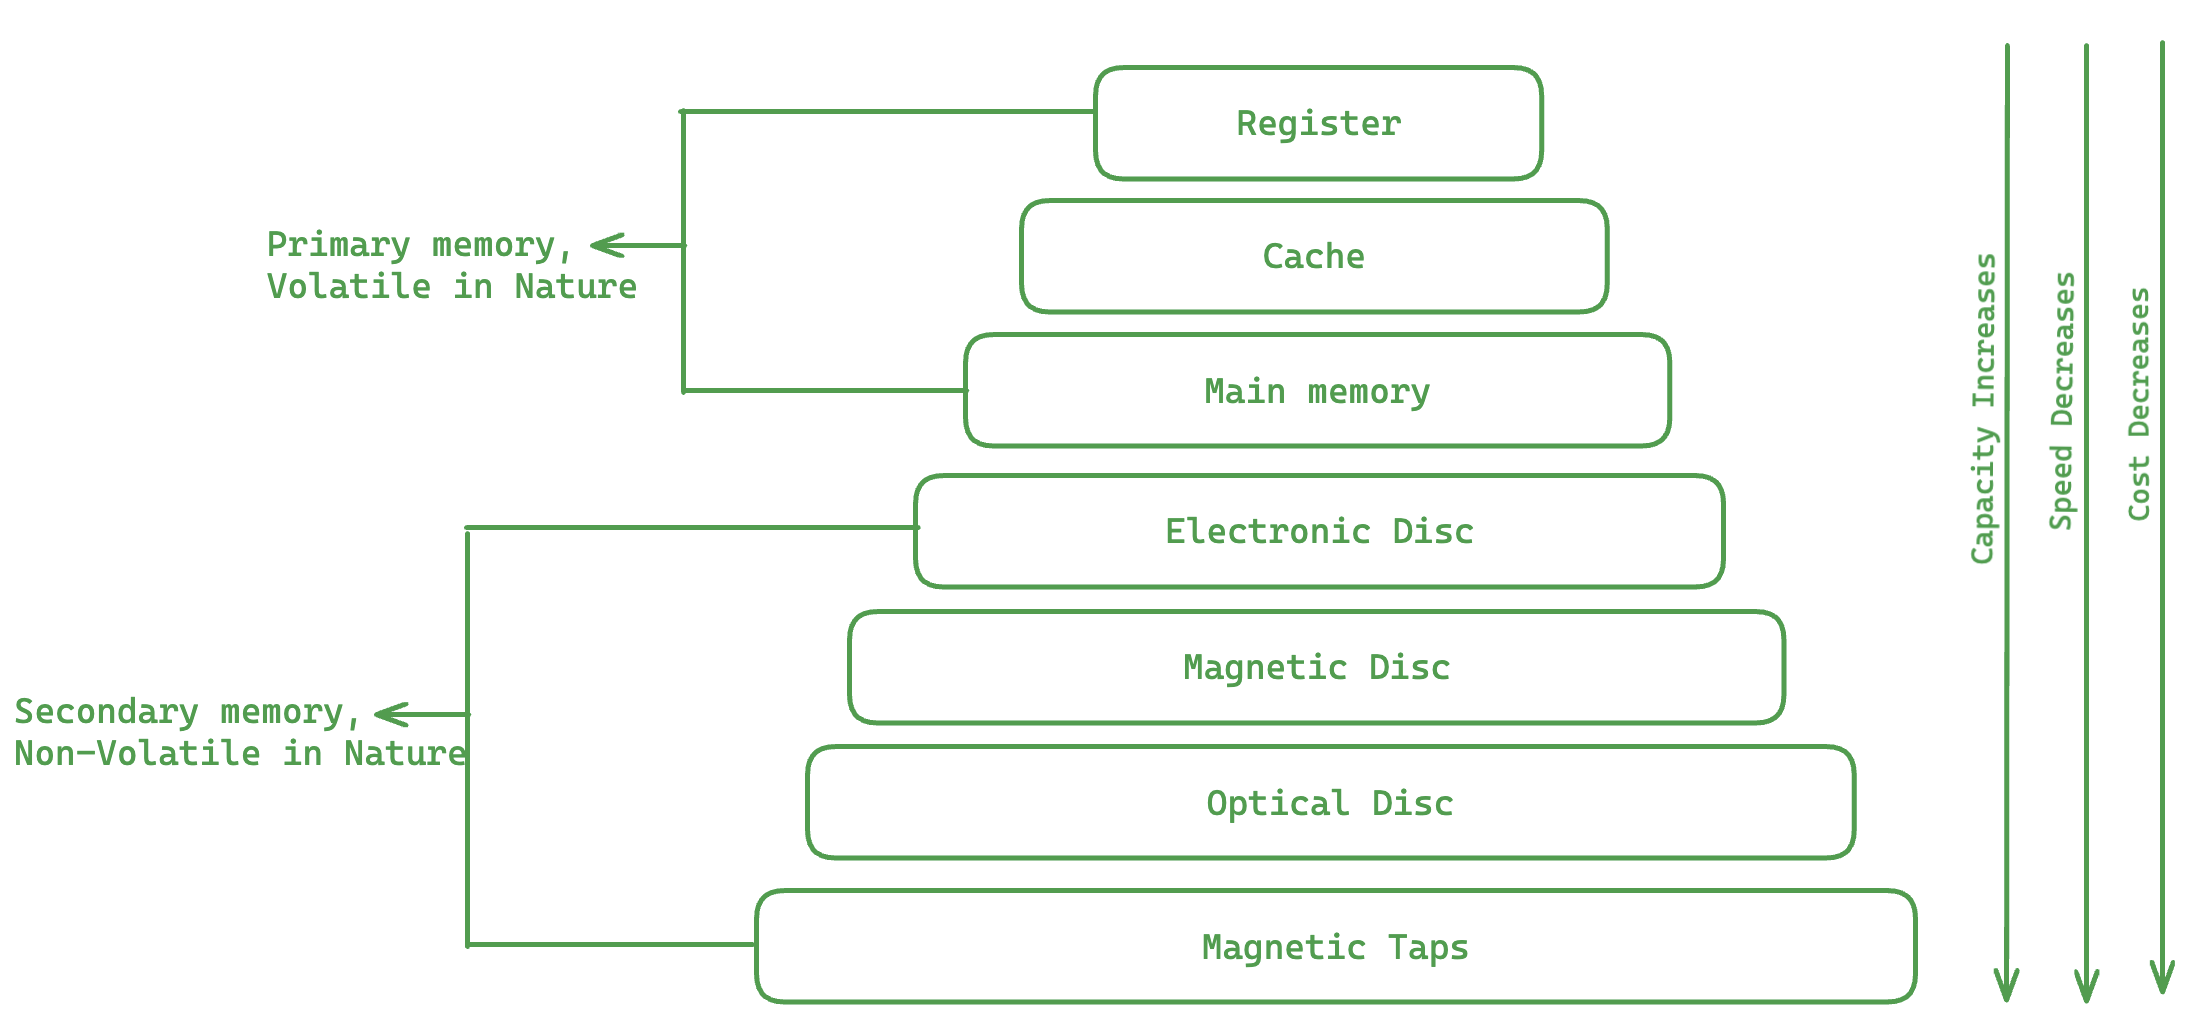 Register
Cache
Primary memory,
Volatile in Nature
Main memory
Electronic Disc
Magnetic Disc
Secondary memory,
Non-Volatile in Nature
Optical Disc
Magnetic Taps
Capacity Increases
Speed Decreases
Cost Decreases